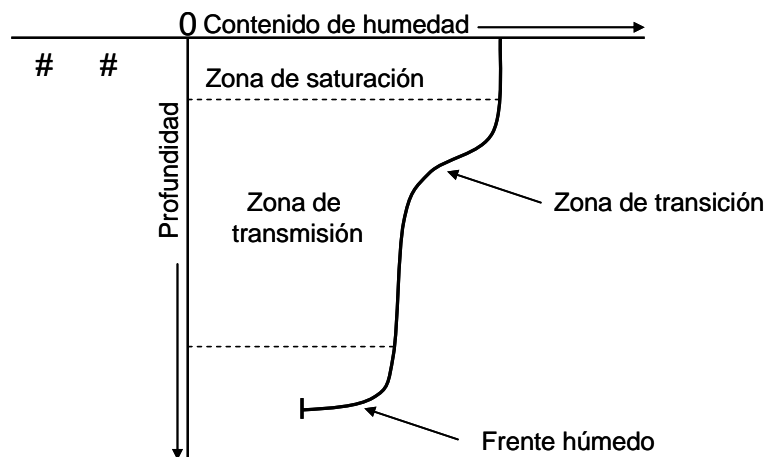 0 Contenido de humedad
# #
Zona de saturación
Profundidad
Zona de
transmisión
Zona de transición
Frente húmedo